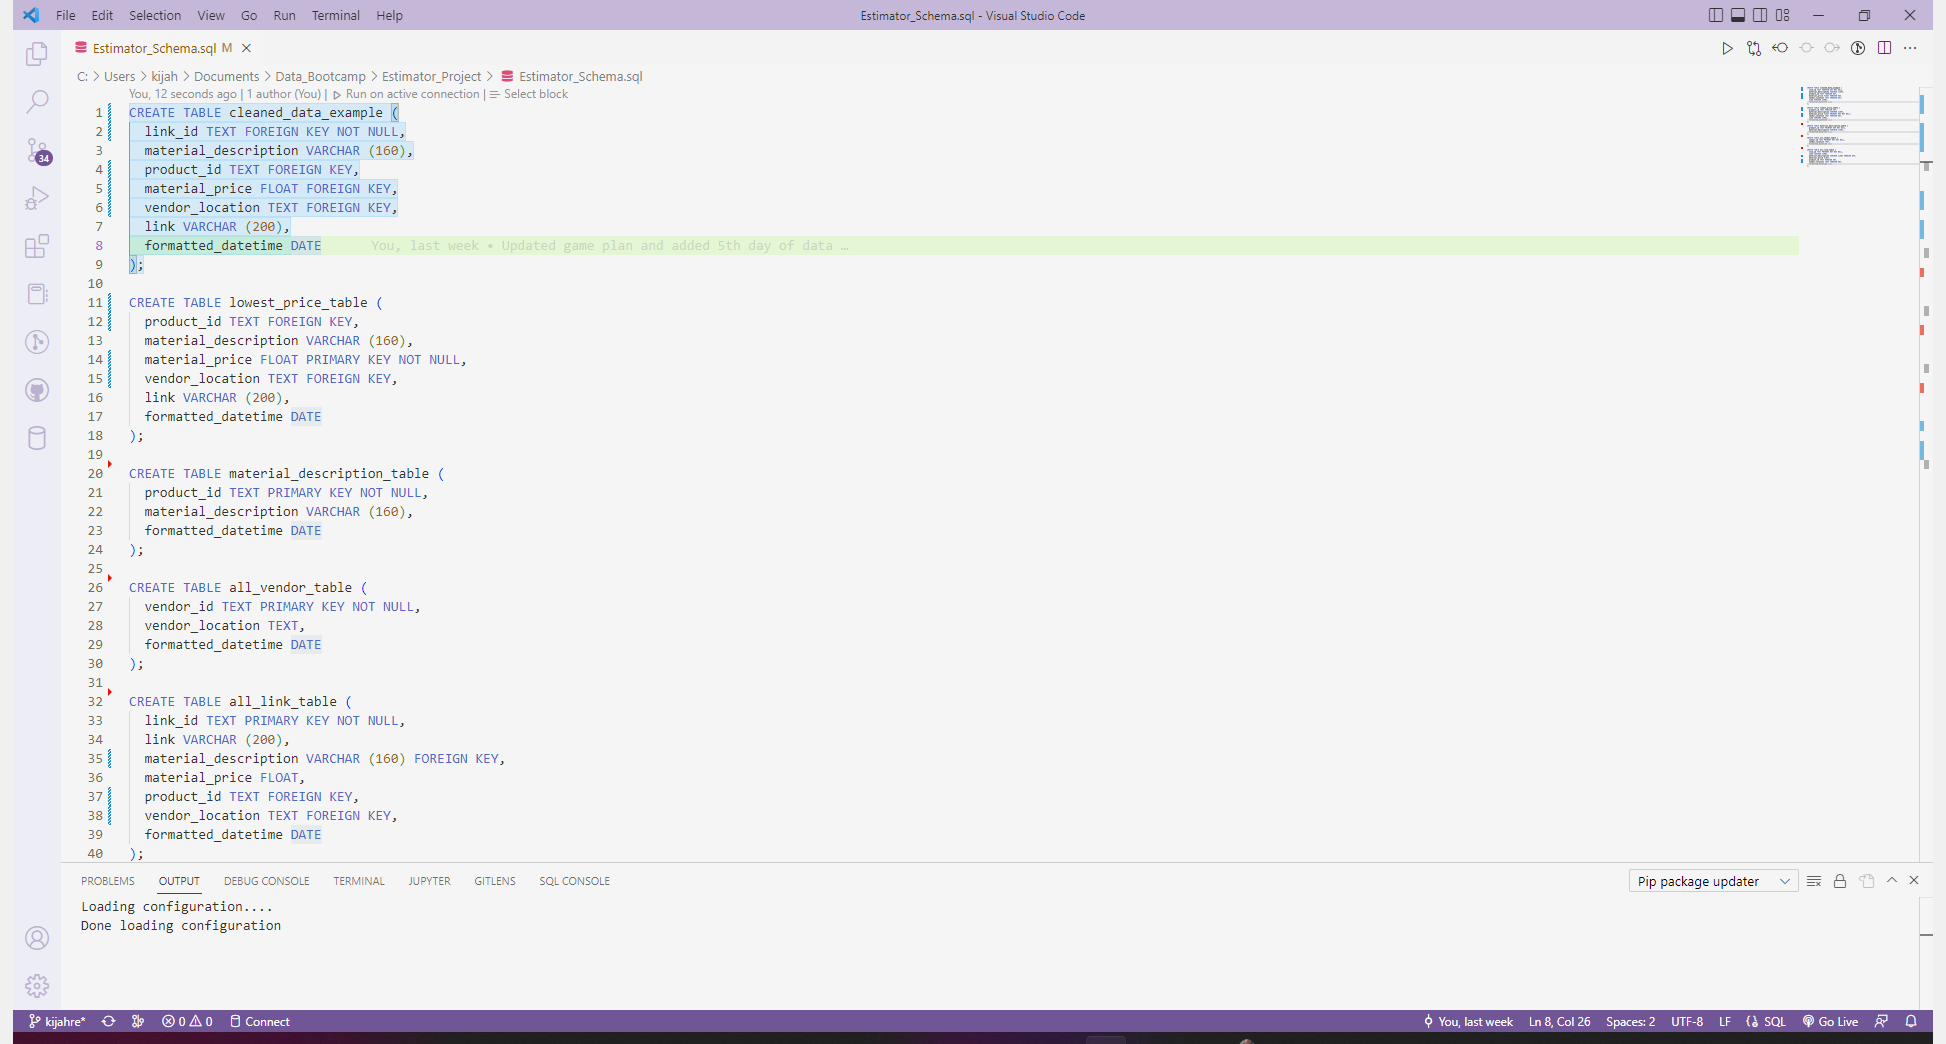 File Edit Selection View Go Run Terminal Help Estimator_Schema.sql - Visual Studio Code
Estimator_Schema.sql M
C: > Users > kijah > Documents > Data_Bootcamp > Estimator_Project > Estimator_Schema.sql
You, 12 seconds ago | 1 author (You) | Run on active connection | Select block
1 CREATE TABLE cleaned_data_example (
2 link_id TEXT FOREIGN KEY NOT NULL,
3 material_description VARCHAR (160),
4 product_id TEXT FOREIGN KEY,
5 material_price FLOAT FOREIGN KEY,
6 vendor_location TEXT FOREIGN KEY,
7 link VARCHAR (200),
8 formatted_datetime DATE You, last week • Updated game plan and added 5th day of data …
9 );
10
11 CREATE TABLE lowest_price_table (
12 product_id TEXT FOREIGN KEY,
13 material_description VARCHAR (160),
14 material_price FLOAT PRIMARY KEY NOT NULL,
15 vendor_location TEXT FOREIGN KEY,
16 link VARCHAR (200),
17 formatted_datetime DATE
18 );
19
20 CREATE TABLE material_description_table (
21 product_id TEXT PRIMARY KEY NOT NULL,
22 material_description VARCHAR (160),
23 formatted_datetime DATE
24 );
25
26 CREATE TABLE all_vendor_table (
27 vendor_id TEXT PRIMARY KEY NOT NULL,
28 vendor_location TEXT,
29 formatted_datetime DATE
30 );
31
32 CREATE TABLE all_link_table (
33 link_id TEXT PRIMARY KEY NOT NULL,
34 link VARCHAR (200),
35 material_description VARCHAR (160) FOREIGN KEY,
36 material_price FLOAT,
37 product_id TEXT FOREIGN KEY,
38 vendor_location TEXT FOREIGN KEY,
39 formatted_datetime DATE
40 );
34
PROBLEMS OUTPUT DEBUG CONSOLE TERMINAL JUPYTER GITLENS SQL CONSOLE Pip package updater
Loading configuration....
Done loading configuration
kijahre* 0 0 Connect You, last week Ln 8, Col 26 Spaces: 2 UTF-8 LF SQL Go Live